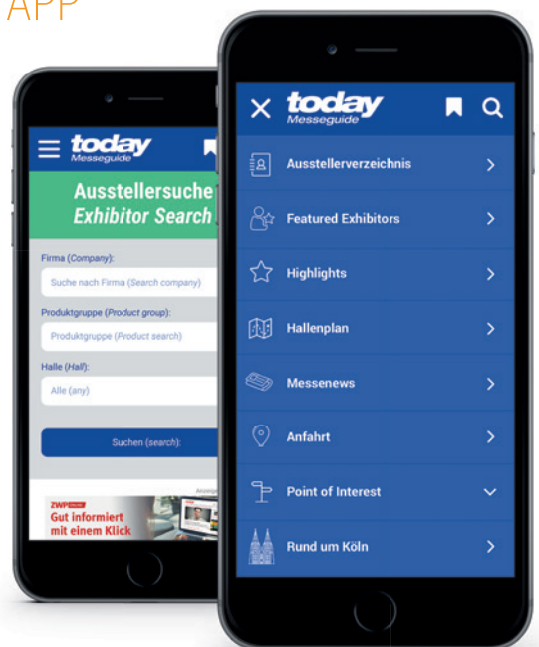 APP
today
Messeguide
Ausstellersuche
Exhibitor Search
Firma (Company):
Suche nach Firma (Search company)
Produktgruppe (Product group):
Produktgruppe (Product search)
Halle (Hall):
Alle (any)
Suchen (search):
Anzeige
ZWP ONLINE
Gut informiert
mit einem Klick
today
Messeguide
Ausstellerverzeichnis
Featured Exhibitors
Highlights
Hallenplan
Messenews
Anfahrt
Point of Interest
Rund um Köln